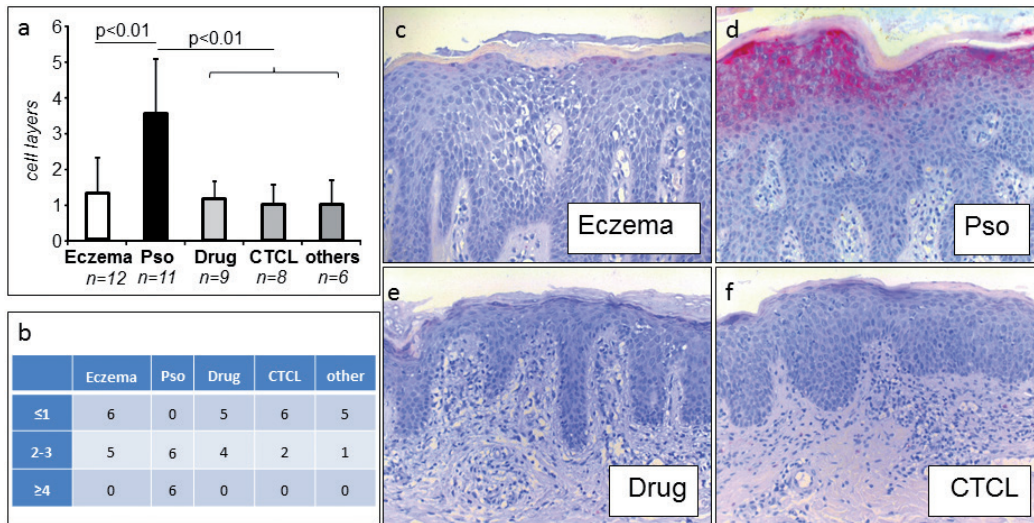 a
p<0.01
p<0.01
6
5
4
3
2
1
0
cell layers
Eczema Pso Drug CTCL others
n=12 n=11 n=9 n=8 n=6
b
Eczema Pso Drug CTCL other
≤1 6 0 5 6 5
2-3 5 6 4 2 1
≥4 0 6 0 0 0
c
Eczema
d
Pso
e
Drug
f
CTCL